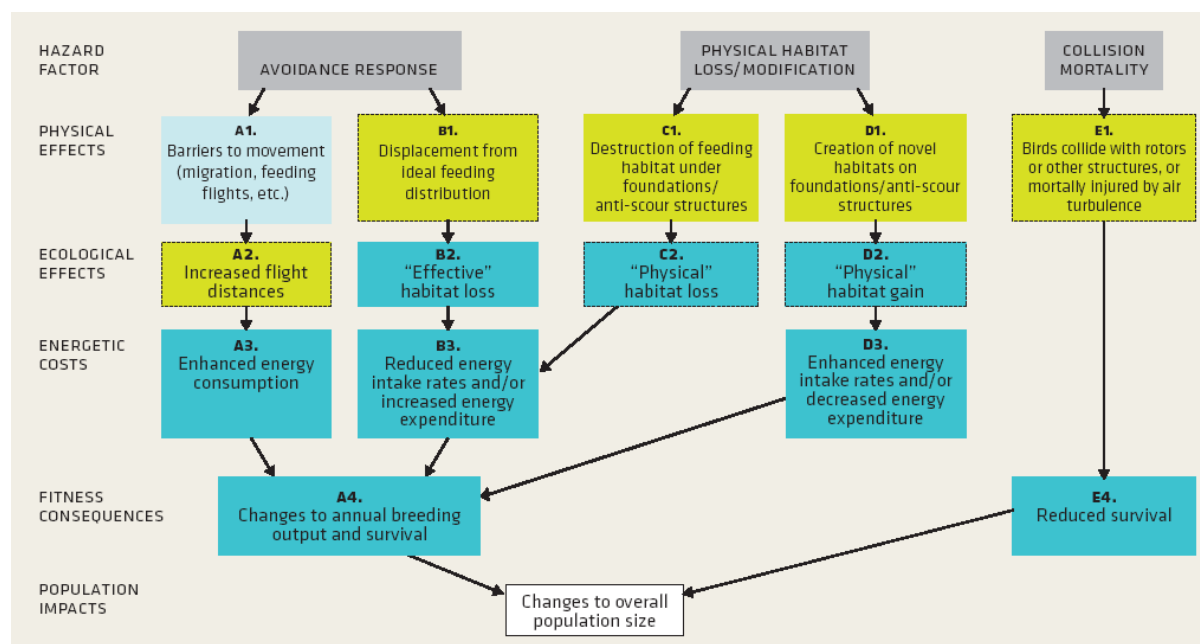 HAZARD
FACTOR
AVOIDANCE RESPONSE
PHYSICAL HABITAT
LOSS/MODIFICATION
COLLISION
MORTALITY
PHYSICAL
EFFECTS
A1.
Barriers to movement
(migration, feeding
flights, etc.)
B1.
Displacement from
ideal feeding
distribution
C1.
Destruction of feeding
habitat under
foundations/
anti-scour structures
D1.
Creation of novel
habitats on
foundations/anti-scour
structures
E1.
Birds collide with rotors
or other structures, or
mortally injured by air
turbulence
ECOLOGICAL
EFFECTS
A2.
Increased flight
distances
B2.
“Effective”
habitat loss
C2.
“Physical”
habitat loss
D2.
“Physical”
habitat gain
ENERGETIC
COSTS
A3.
Enhanced energy
consumption
B3.
Reduced energy
intake rates and/or
increased energy
expenditure
D3.
Enhanced energy
intake rates and/or
decreased energy
expenditure
FITNESS
CONSEQUENCES
A4.
Changes to annual breeding
output and survival
E4.
Reduced survival
POPULATION
IMPACTS
Changes to overall
population size